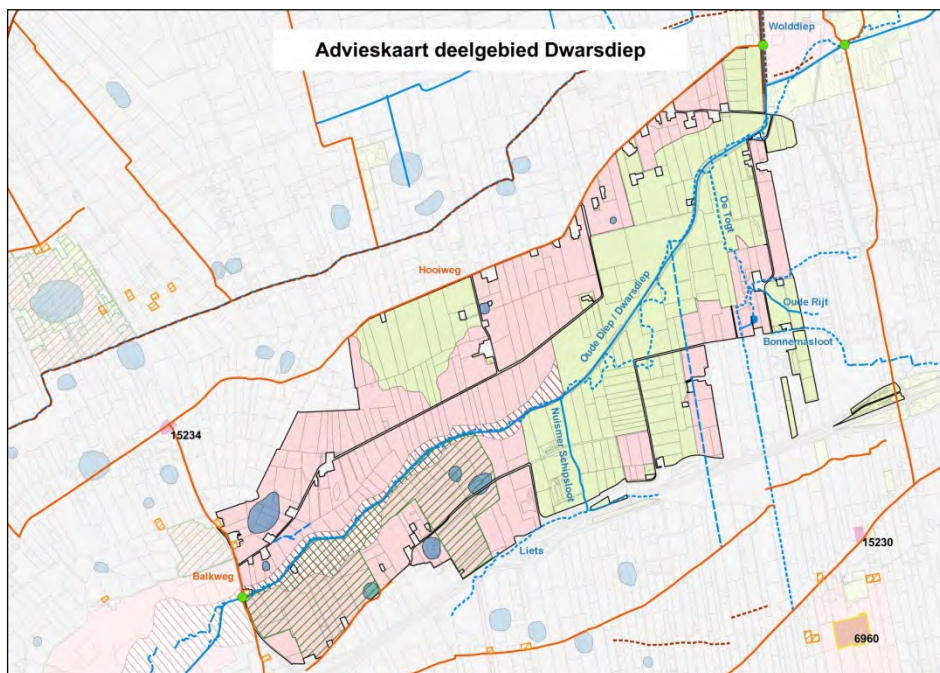 Advieskaart deelgebied Dwarsdiep
Wolddiep
De Togt
Hooiweg
Oude Diep / Dwarsdiep
Oude Rijt
Bonnemasloot
15234
Nuismer Schipsloot
15230
Liets
Balkweg
6960